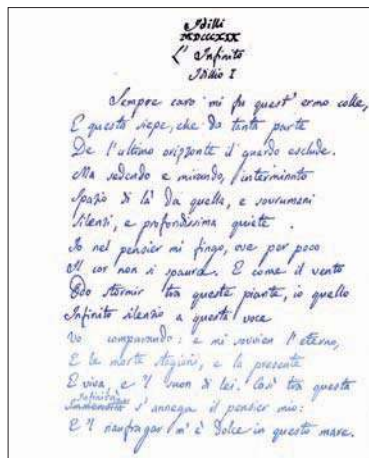 Idilli
MDCCCXIX
L'Infinito
Idillio I
Sempre caro mi fu quest' ermo colle,
E questa siepe, che da tanta parte
De l'ultimo orizzonte il guardo esclude.
Ma sedendo e mirando, interminato
Spazio di là da quella, e sovrumani
Silenzi, e profondissima quiete
Io nel pensier mi fingo, ove per poco
Il cor non si spaura. E come il vento
Odo stormir tra queste piante, io quello
Infinito silenzio a questa voce
Vo comparando: e mi sovvien l'eterno,
E le morte stagioni, e la presente
E viva, e 'l suon di lei. Così tra questa
Infinità
Immensità s'annega il pensier mio:
E 'l naufragar m'è dolce in questo mare.